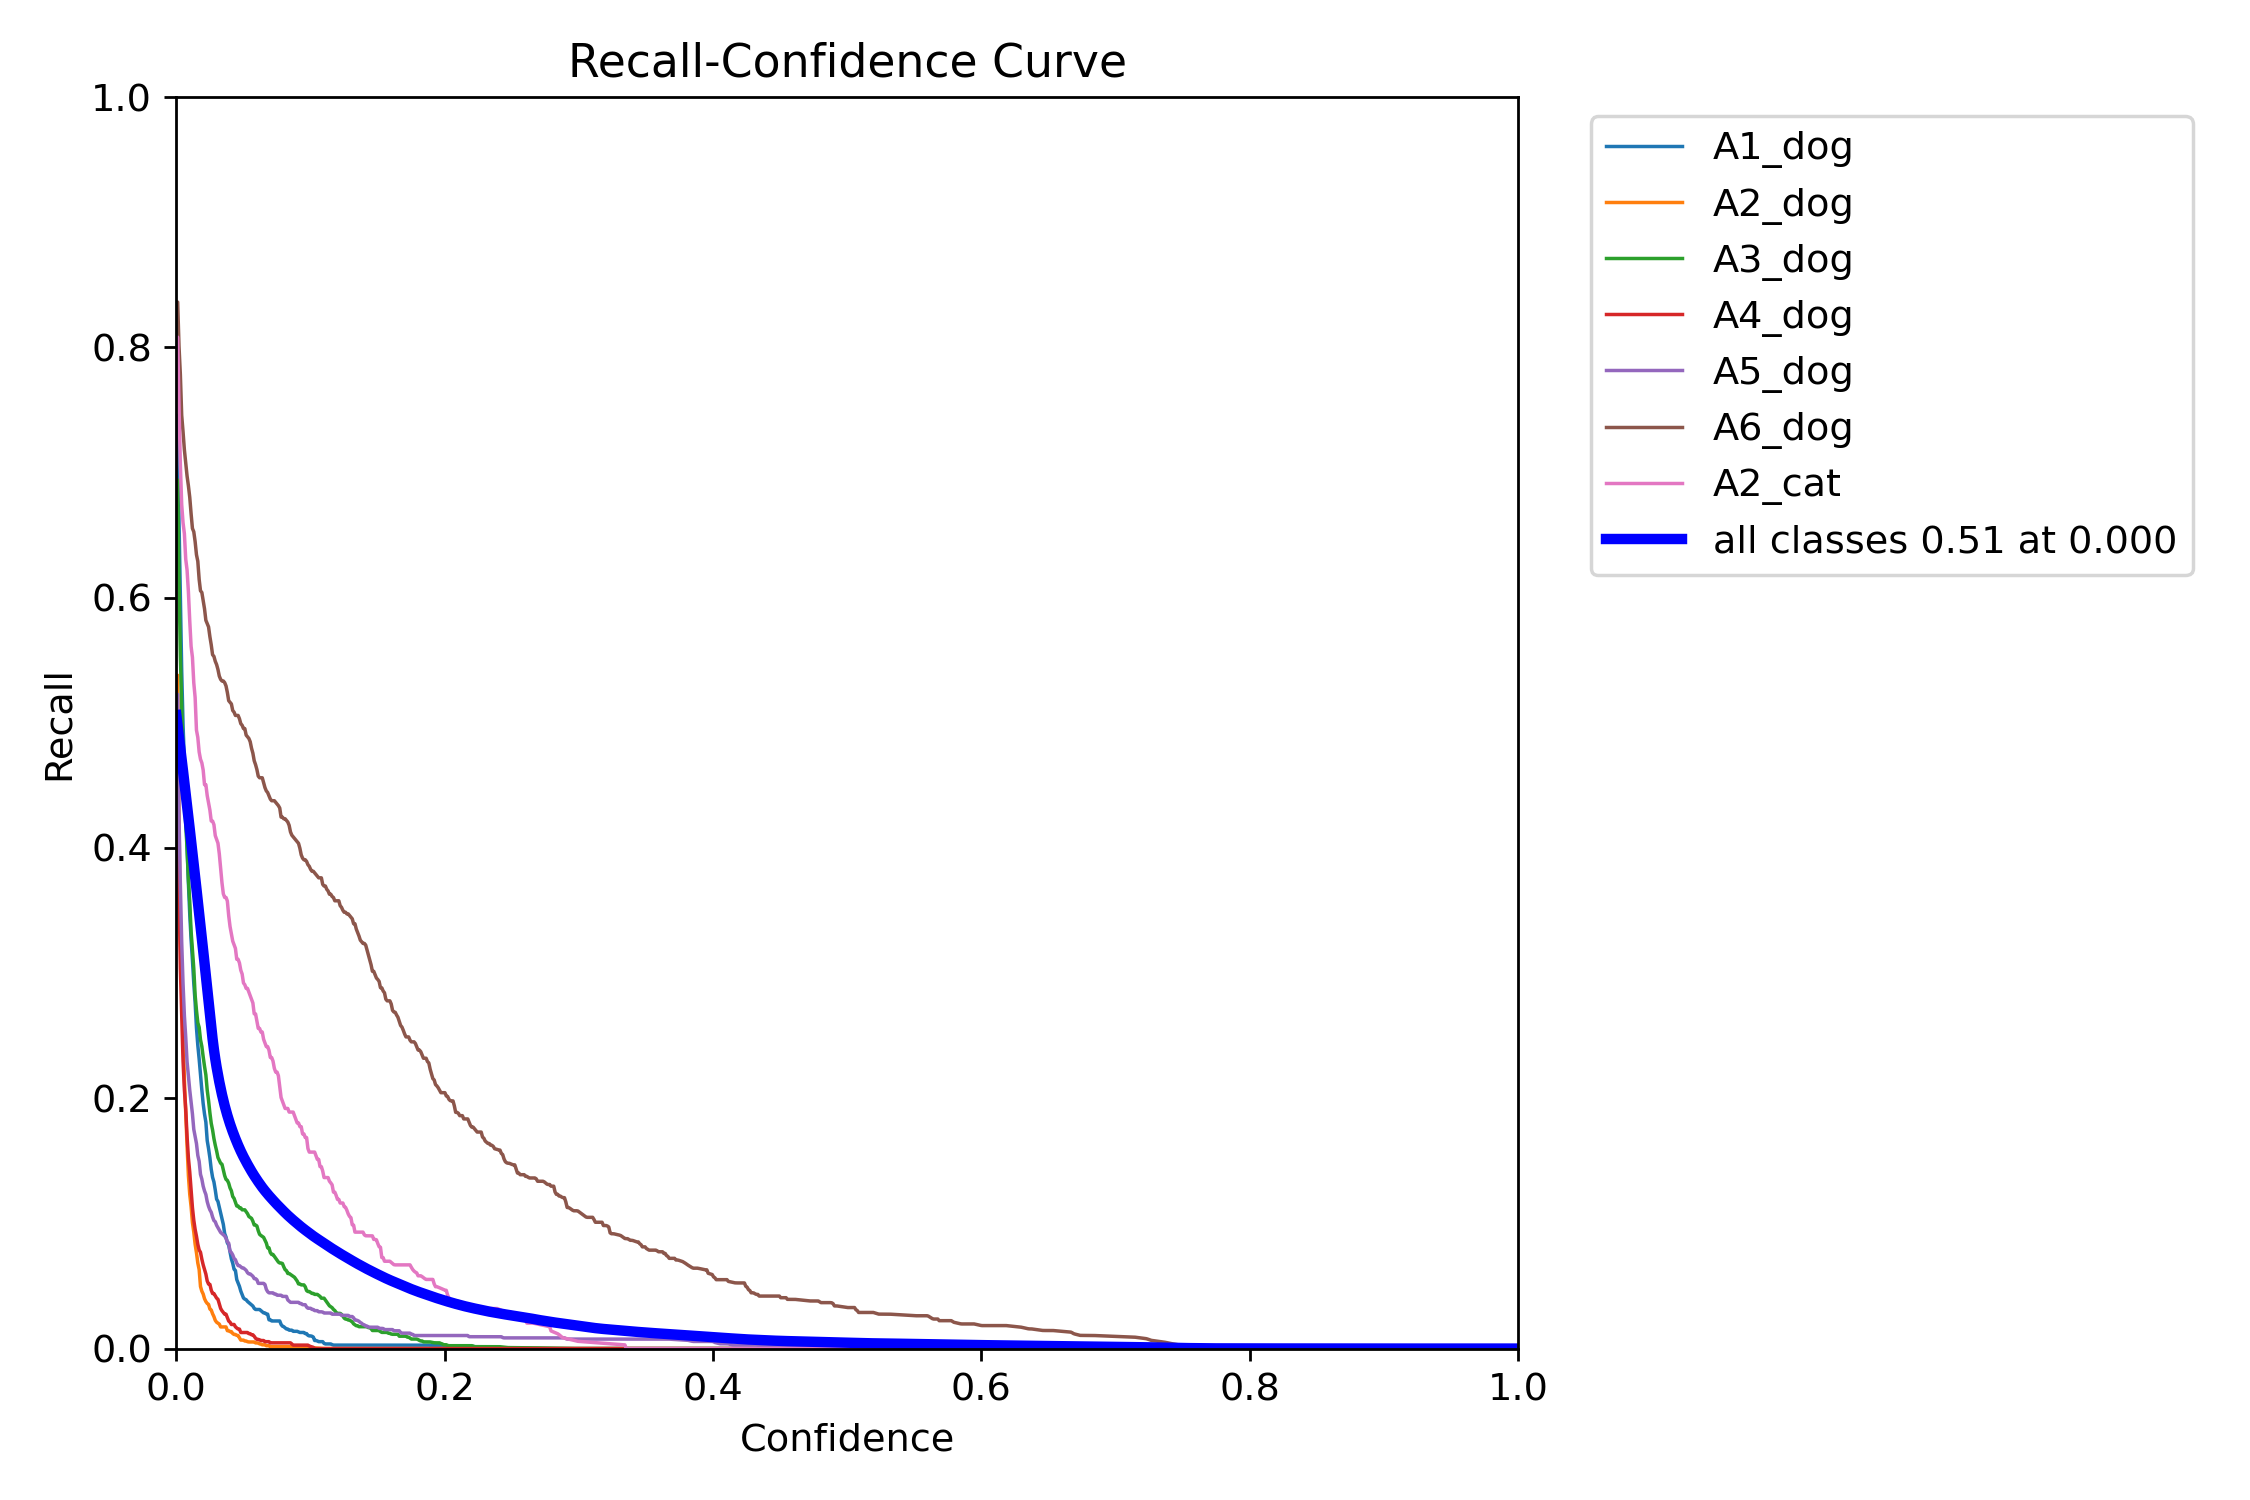 Recall-Confidence Curve
1.0
0.8
0.6
0.4
0.2
0.0
Recall
0.0 0.2 0.4 0.6 0.8 1.0
Confidence
A1_dog
A2_dog
A3_dog
A4_dog
A5_dog
A6_dog
A2_cat
all classes 0.51 at 0.000